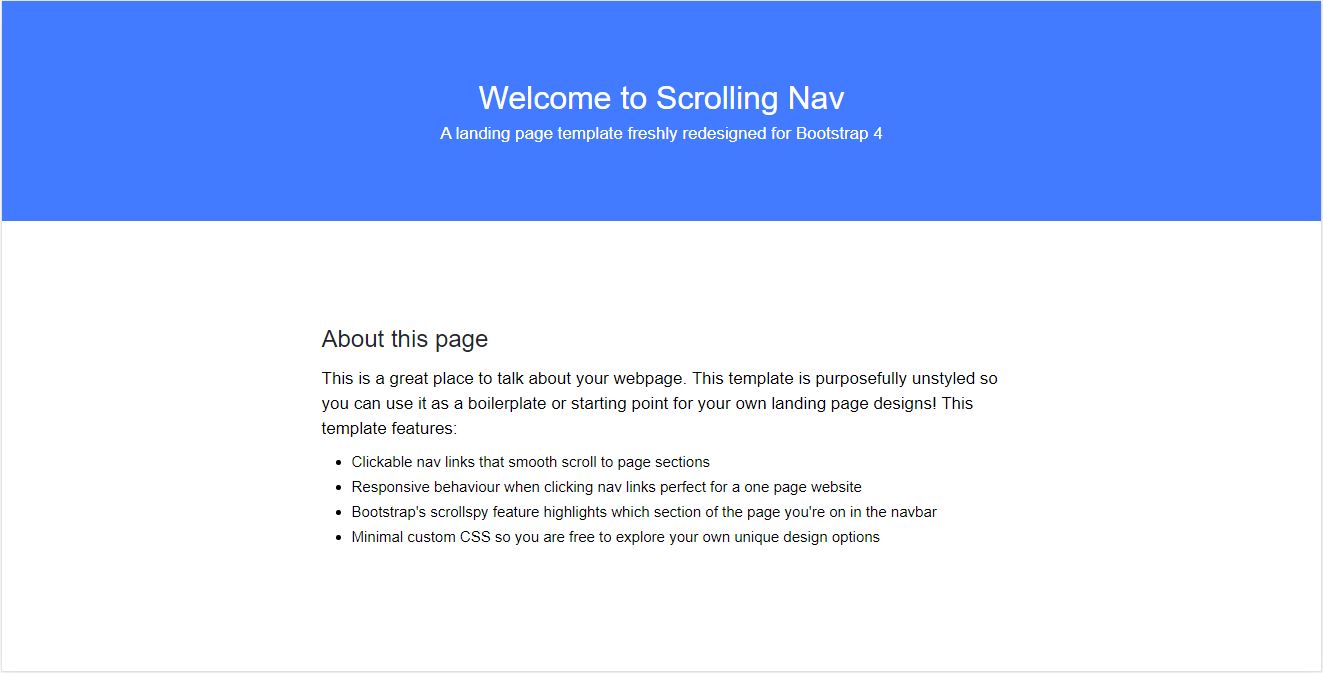 Welcome to Scrolling Nav
A landing page template freshly redesigned for Bootstrap 4
About this page
This is a great place to talk about your webpage. This template is purposefully unstyled so
you can use it as a boilerplate or starting point for your own landing page designs! This
template features:
• Clickable nav links that smooth scroll to page sections
• Responsive behaviour when clicking nav links perfect for a one page website
• Bootstrap's scrollspy feature highlights which section of the page you're on in the navbar
• Minimal custom CSS so you are free to explore your own unique design options